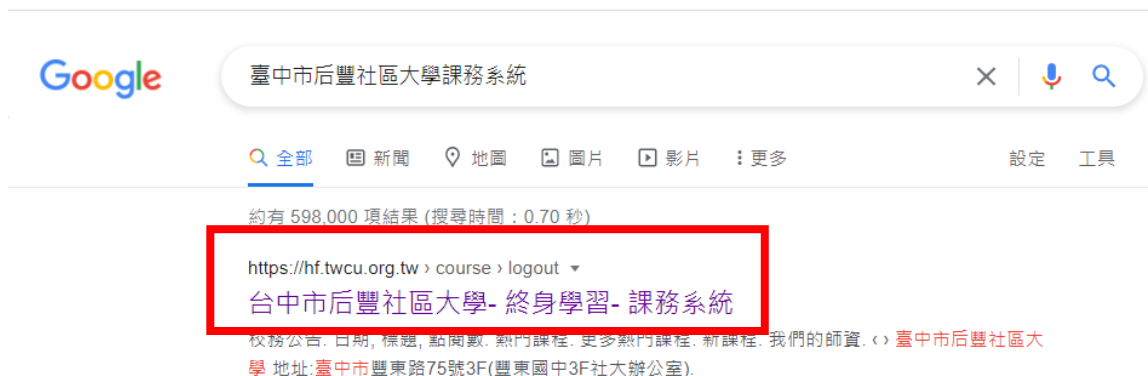 Google
臺中市后豐社區大學課務系統
全部 新聞 地圖 圖片 影片 更多 設定 工具
約有 598,000 項結果 (搜尋時間：0.70 秒)
https://hf.twcu.org.tw › course › logout
台中市后豐社區大學- 終身學習- 課務系統
校務公告. 日期, 標題, 點閱數. 熱門課程. 更多熱門課程. 新課程. 我們的師資. ‹ › 臺中市后豐社區大
學 地址:臺中市豐東路75號3F(豐東國中3F社大辦公室).